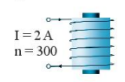 I = 2 A
n = 300